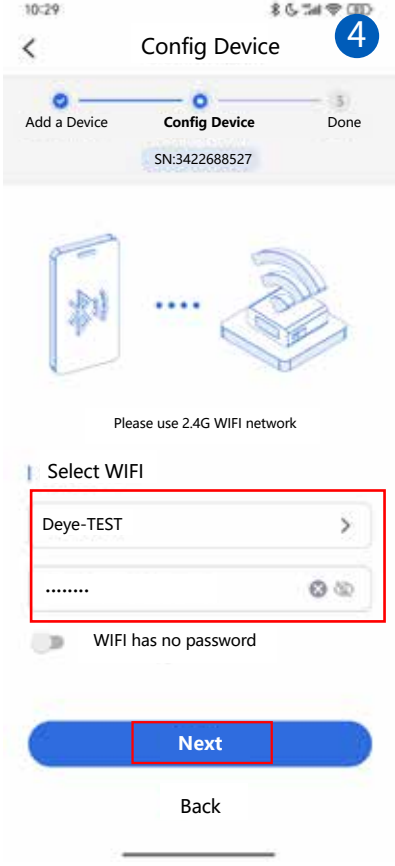 10:29
Config Device
4
3
Add a Device Config Device Done
SN:3422688527
Please use 2.4G WIFI network
Select WIFI
Deye-TEST
........
WIFI has no password
Next
Back